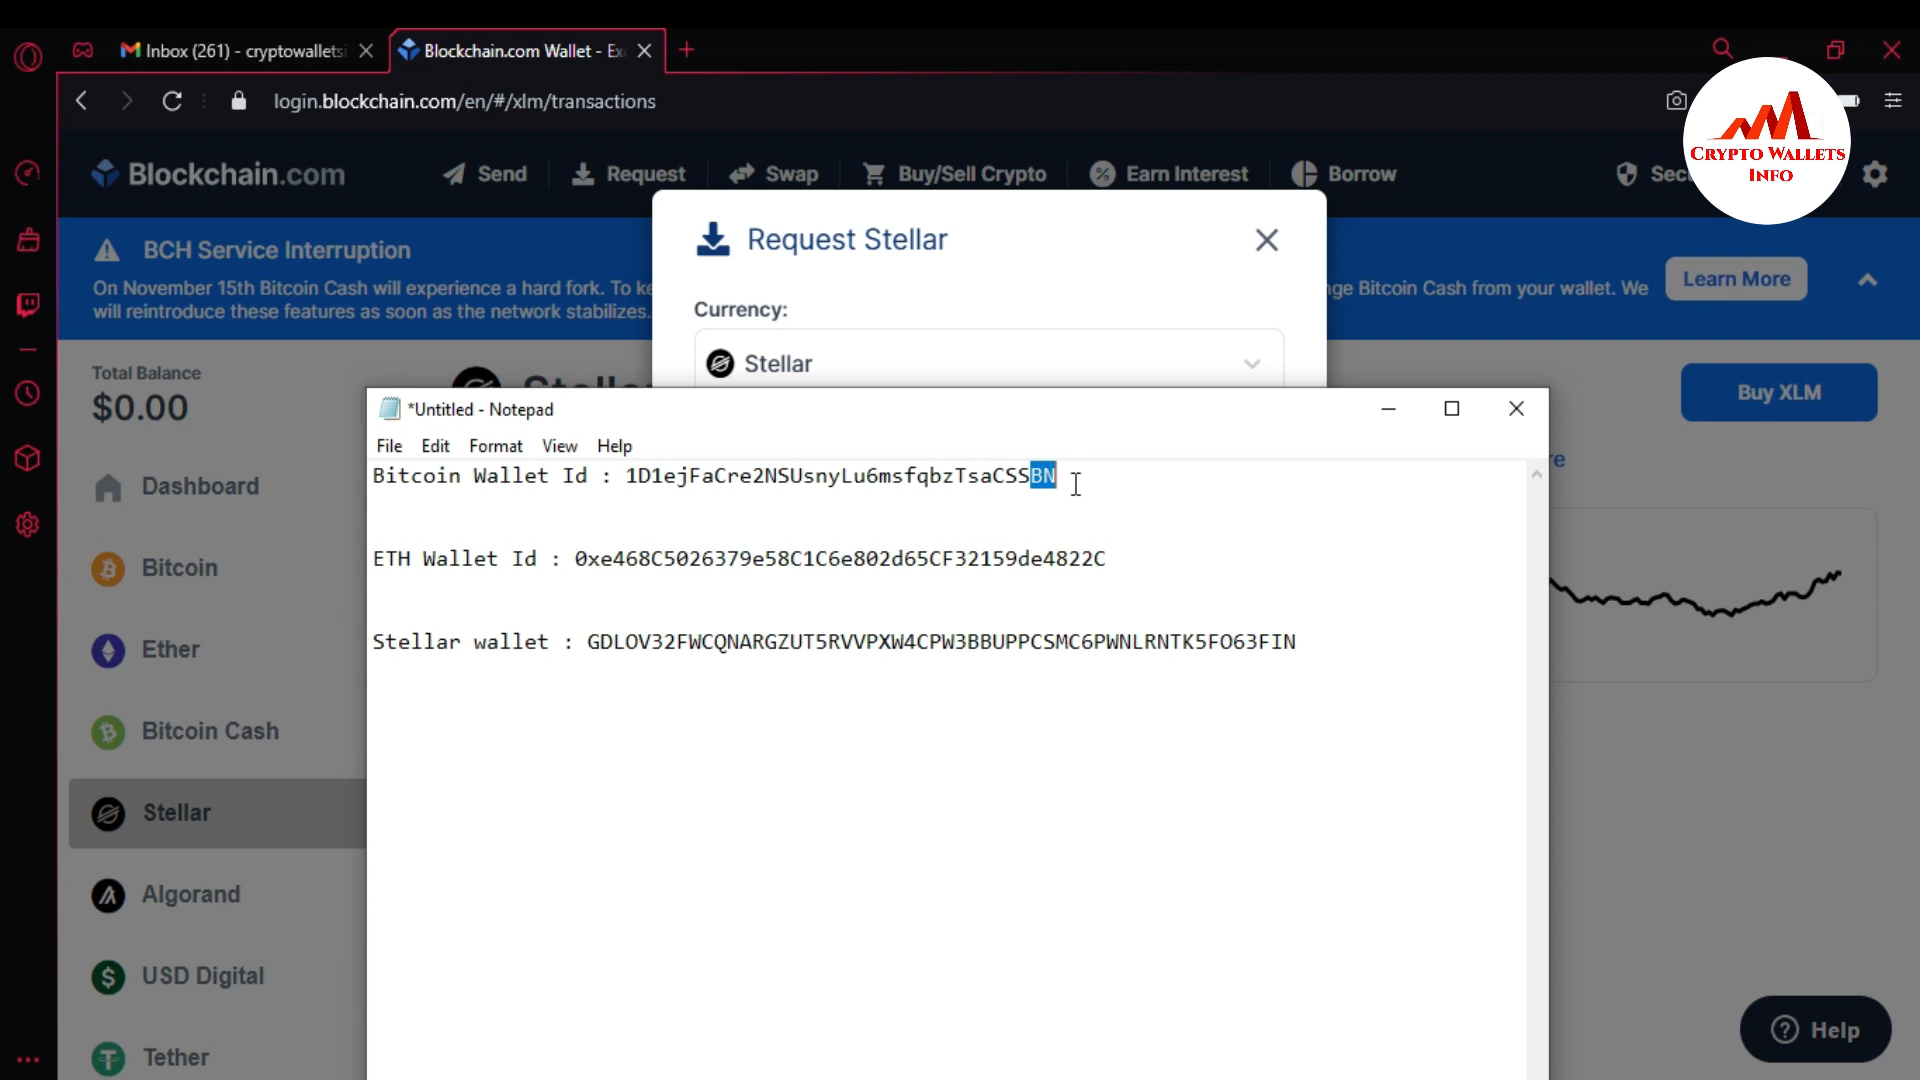 Inbox (261) - cryptowalletsi
Blockchain.com Wallet - Ex
login.blockchain.com/en/#/xlm/transactions
CRYPTO WALLETS
INFO
Blockchain.com
Send
Request
Swap
Buy/Sell Crypto
Earn Interest
Borrow
Sec
BCH Service Interruption
On November 15th Bitcoin Cash will experience a hard fork. To ke
nge Bitcoin Cash from your wallet. We
will reintroduce these features as soon as the network stabilizes.
Learn More
Request Stellar
Currency:
Stellar
Total Balance
$0.00
Stellar
Buy XLM
re
*Untitled - Notepad
File Edit Format View Help
Bitcoin Wallet Id : 1D1ejFaCre2NSUsnyLu6msfqbzTsaCSSBN
ETH Wallet Id : 0xe468C5026379e58C1C6e802d65CF32159de4822C
Stellar wallet : GDLOV32FWCQNARGZUT5RVVPXW4CPW3BBUPPCSMC6PWNLRNTK5FO63FIN
Dashboard
Bitcoin
Ether
Bitcoin Cash
Stellar
Algorand
USD Digital
Tether
Help